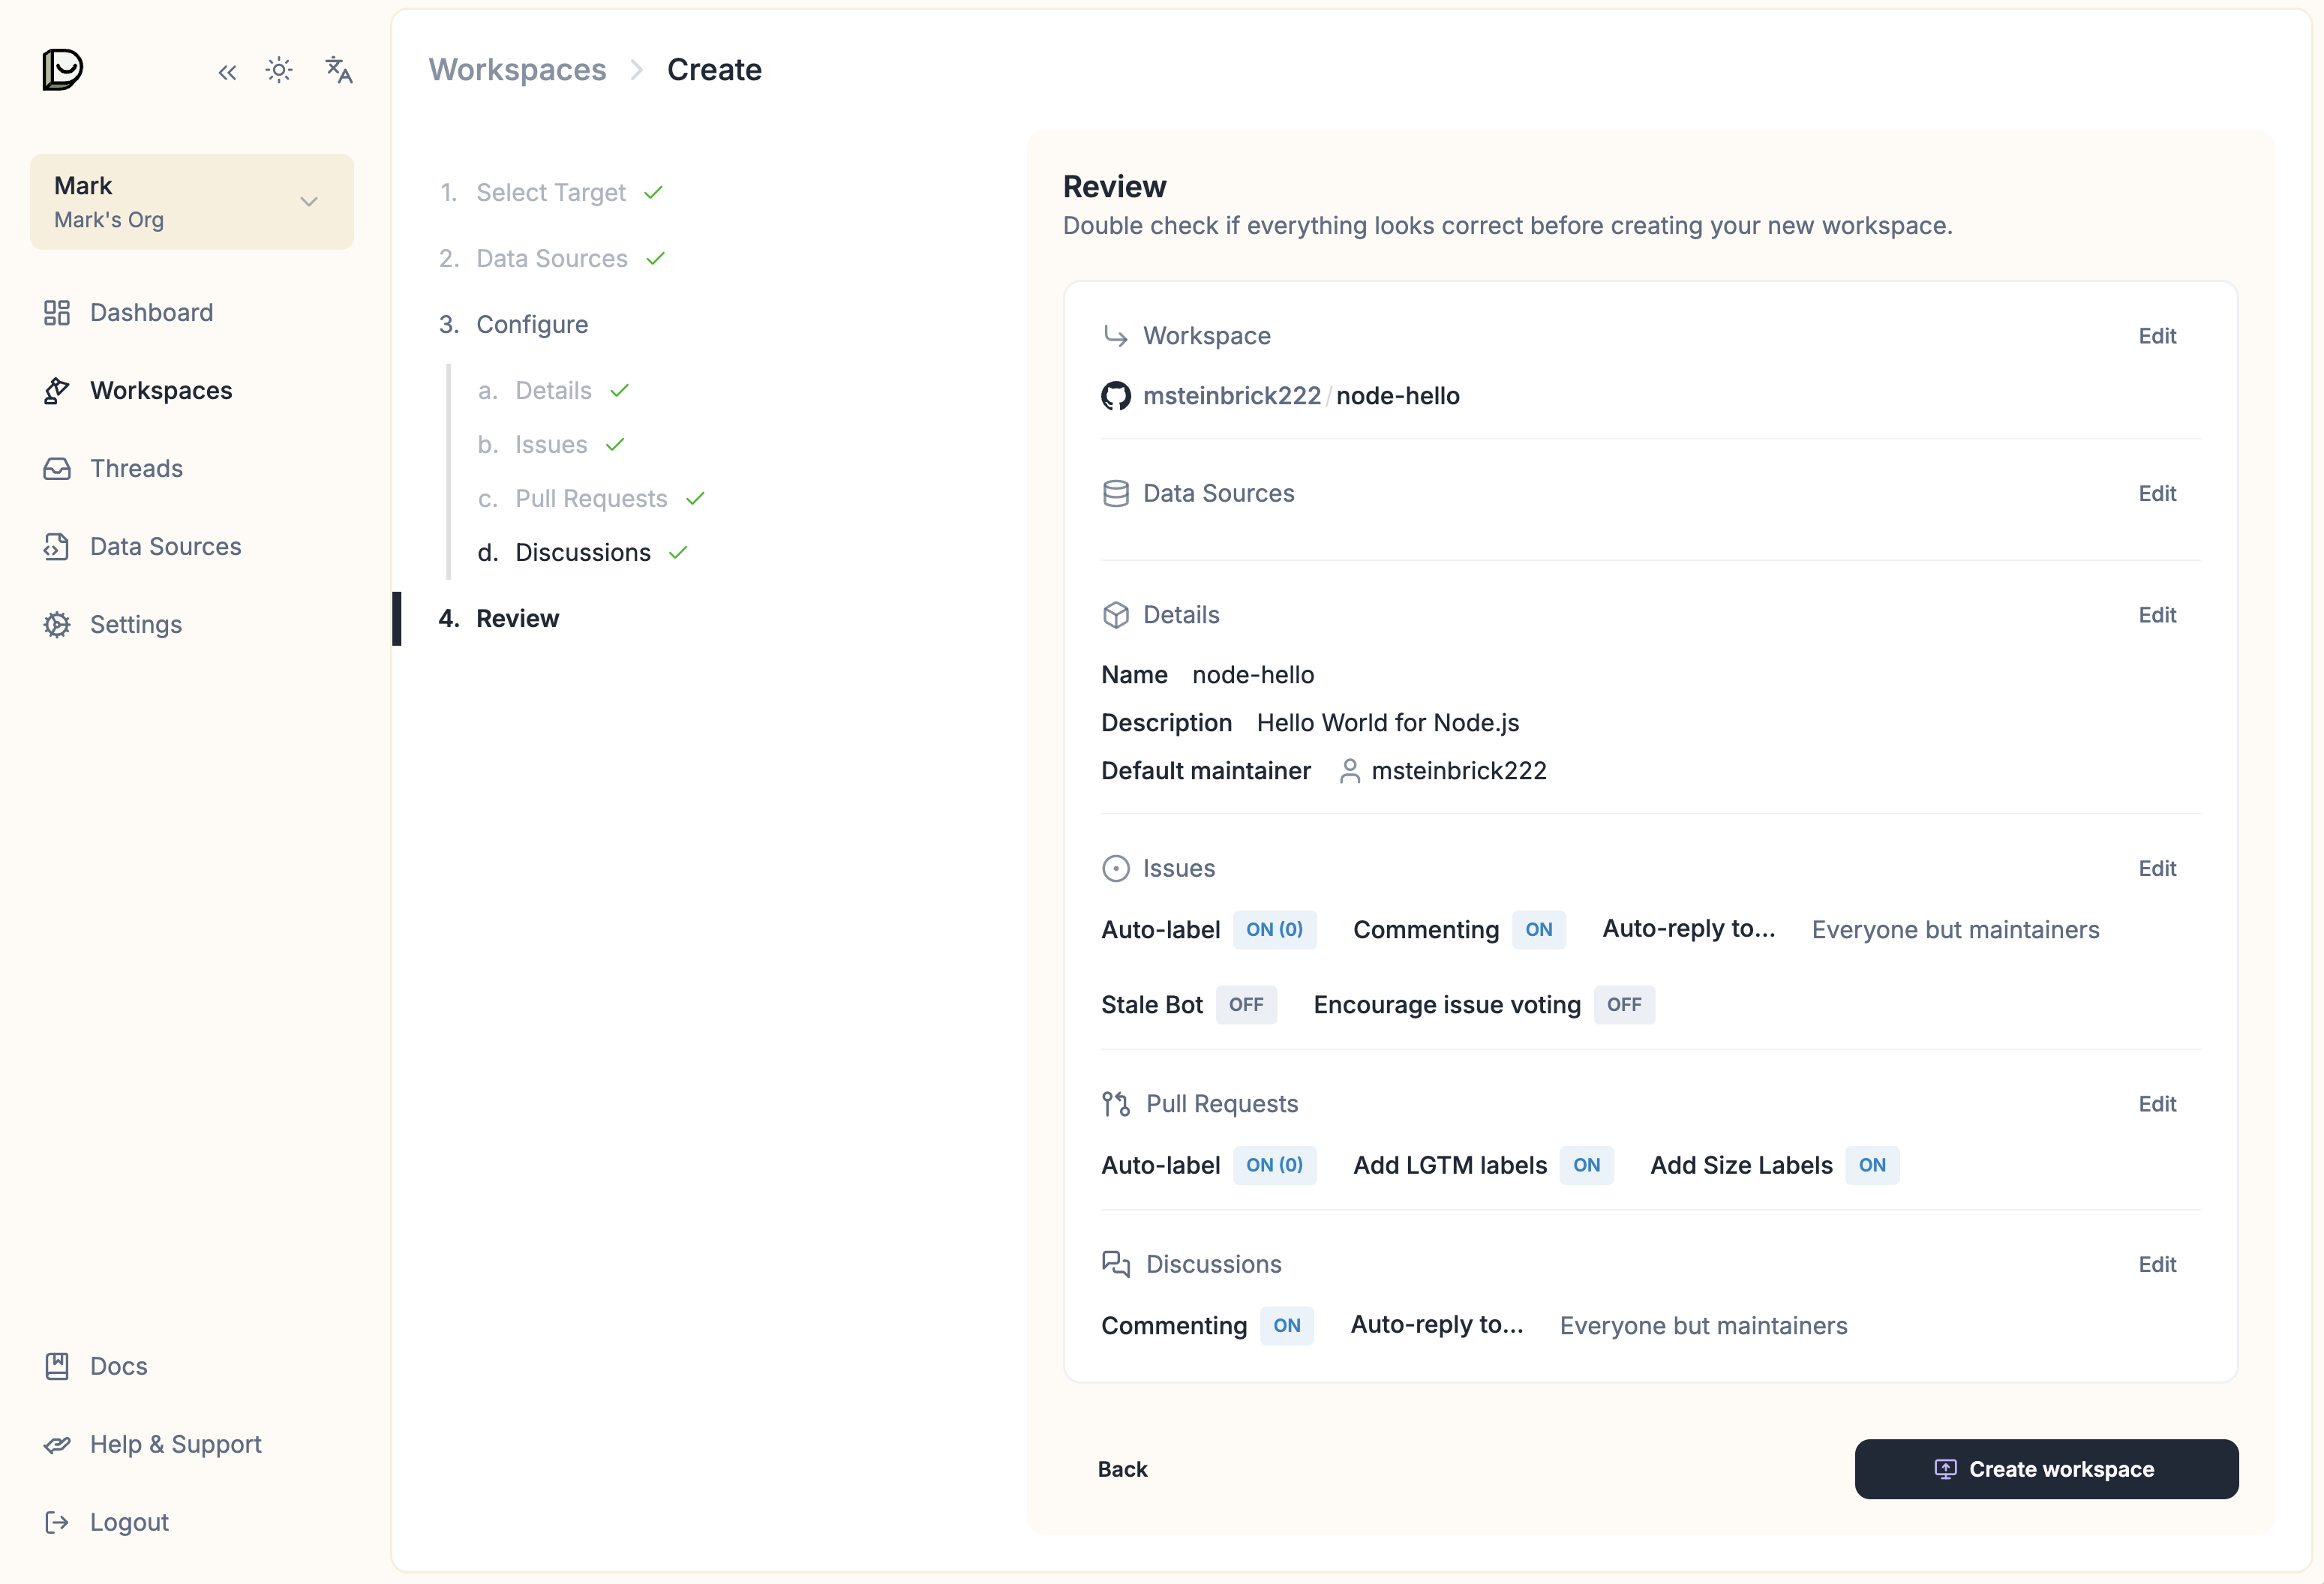 Mark
Mark's Org
Dashboard
Workspaces
Threads
Data Sources
Settings
Docs
Help & Support
Logout
Workspaces > Create
1. Select Target
2. Data Sources
3. Configure
a. Details
b. Issues
c. Pull Requests
d. Discussions
4. Review
Review
Double check if everything looks correct before creating your new workspace.
Workspace Edit
msteinbrick222/node-hello
Data Sources Edit
Details Edit
Name node-hello
Description Hello World for Node.js
Default maintainer msteinbrick222
Issues Edit
Auto-label ON (0) Commenting ON Auto-reply to... Everyone but maintainers
Stale Bot OFF Encourage issue voting OFF
Pull Requests Edit
Auto-label ON (0) Add LGTM labels ON Add Size Labels ON
Discussions Edit
Commenting ON Auto-reply to... Everyone but maintainers
Back Create workspace